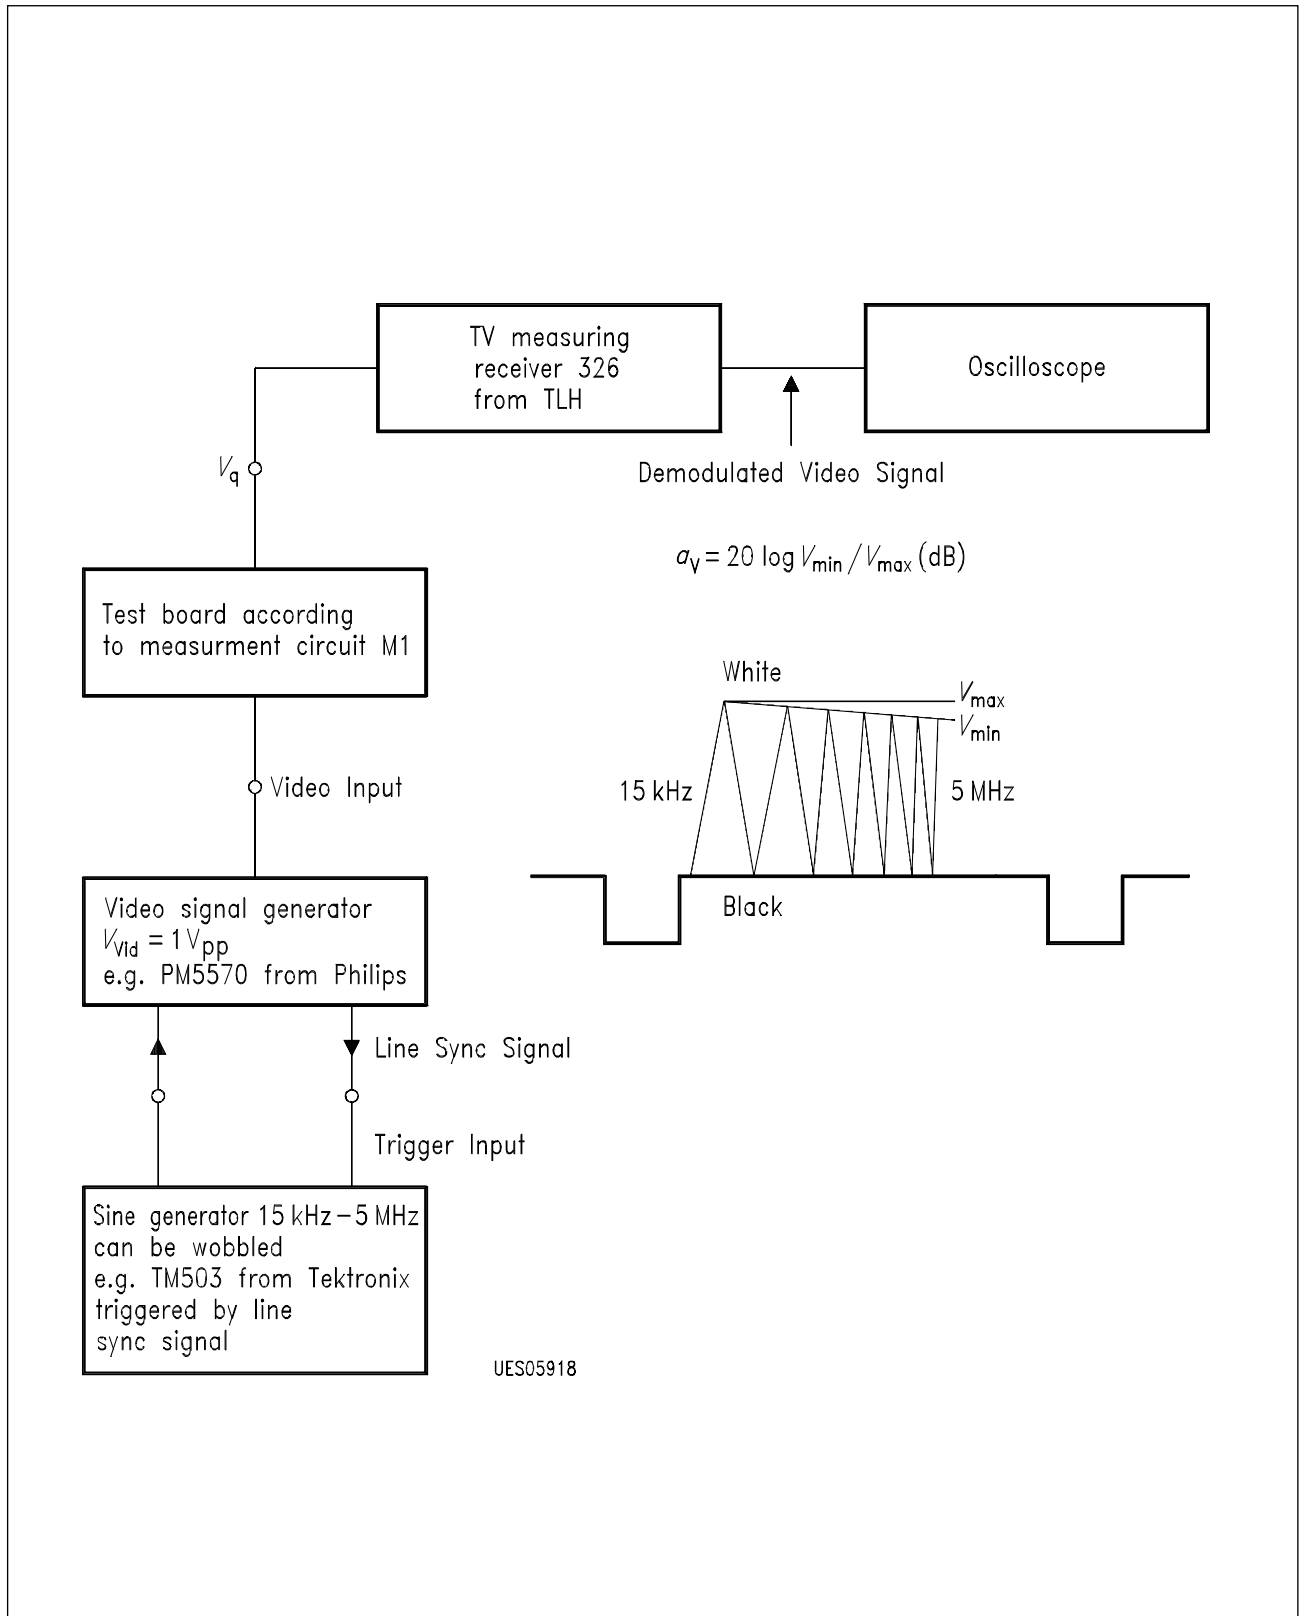 TV measuring
receiver 326
from TLH
Oscilloscope
Vq
Demodulated Video Signal
aV = 20 log Vmin / Vmax (dB)
Test board according
to measurment circuit M1
White
Vmax
Vmin
15 kHz
5 MHz
Video Input
Black
Video signal generator
VVid = 1 Vpp
e.g. PM5570 from Philips
Line Sync Signal
Trigger Input
Sine generator 15 kHz – 5 MHz
can be wobbled
e.g. TM503 from Tektronix
triggered by line
sync signal
UES05918